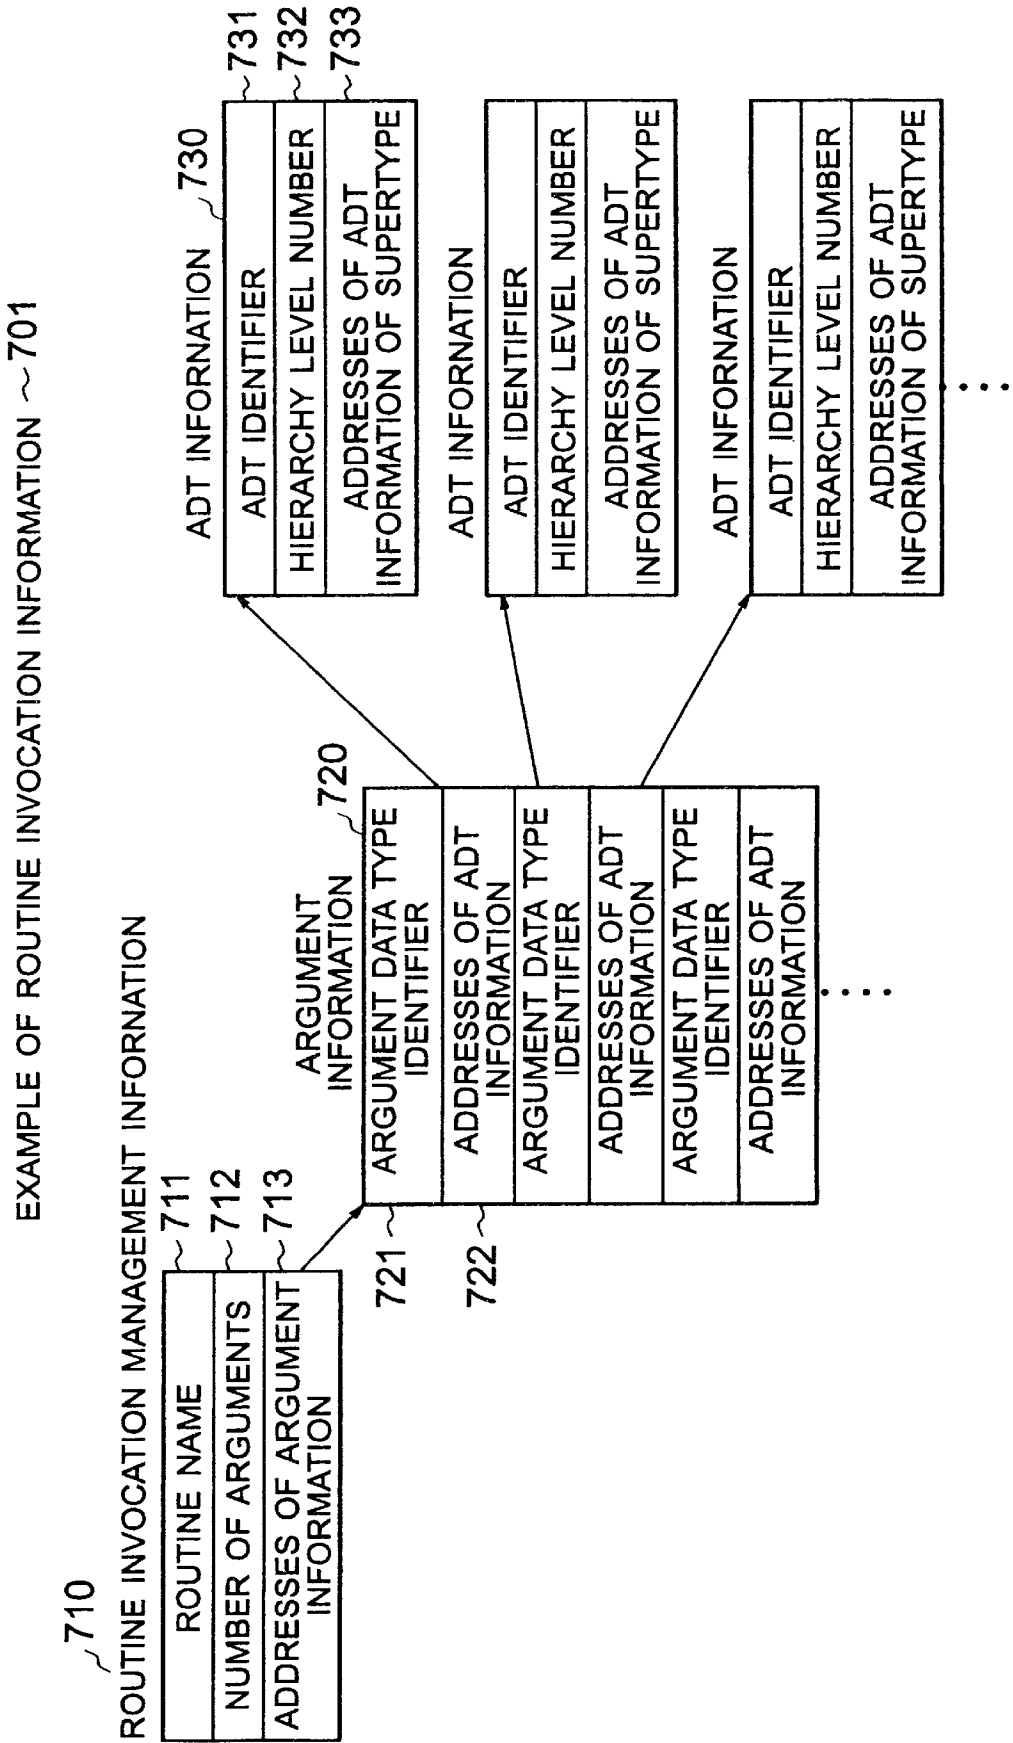 EXAMPLE OF ROUTINE INVOCATION INFORMATION ~701
710
ROUTINE INVOCATION MANAGEMENT INFORNATION
ROUTINE NAME
711
NUMBER OF ARGUMENTS
712
ADDRESSES OF ARGUMENT
INFORMATION
713
ARGUMENT
INFORMATION
720
721
ARGUMENT DATA TYPE
IDENTIFIER
722
ADDRESSES OF ADT
INFORMATION
ARGUMENT DATA TYPE
IDENTIFIER
ADDRESSES OF ADT
INFORMATION
ARGUMENT DATA TYPE
IDENTIFIER
ADDRESSES OF ADT
INFORMATION
ADT INFORNATION
730
ADT IDENTIFIER
731
HIERARCHY LEVEL NUMBER
732
ADDRESSES OF ADT
INFORMATION OF SUPERTYPE
733
ADT INFORNATION
ADT IDENTIFIER
HIERARCHY LEVEL NUMBER
ADDRESSES OF ADT
INFORMATION OF SUPERTYPE
ADT INFORNATION
ADT IDENTIFIER
HIERARCHY LEVEL NUMBER
ADDRESSES OF ADT
INFORMATION OF SUPERTYPE